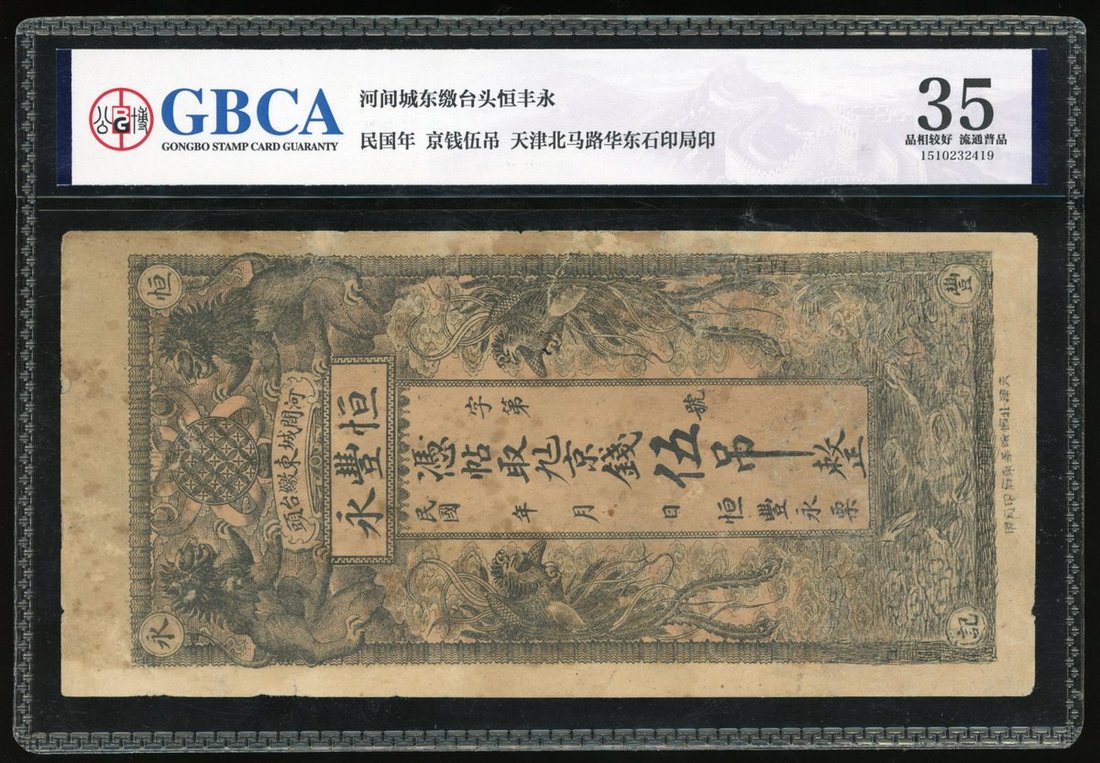 公博
GBCA
GONGBO STAMP CARD GUARANTY
河间城东缴台头恒丰永
民国年 京钱伍吊 天津北马路华东石印局印
35
品相较好 流通普品
1510232419
恒
豐
永
記
河間城東繳台頭
恒豐永
字第 號
憑帖取 京錢伍吊整
民國 年 月 日 恒豐永票